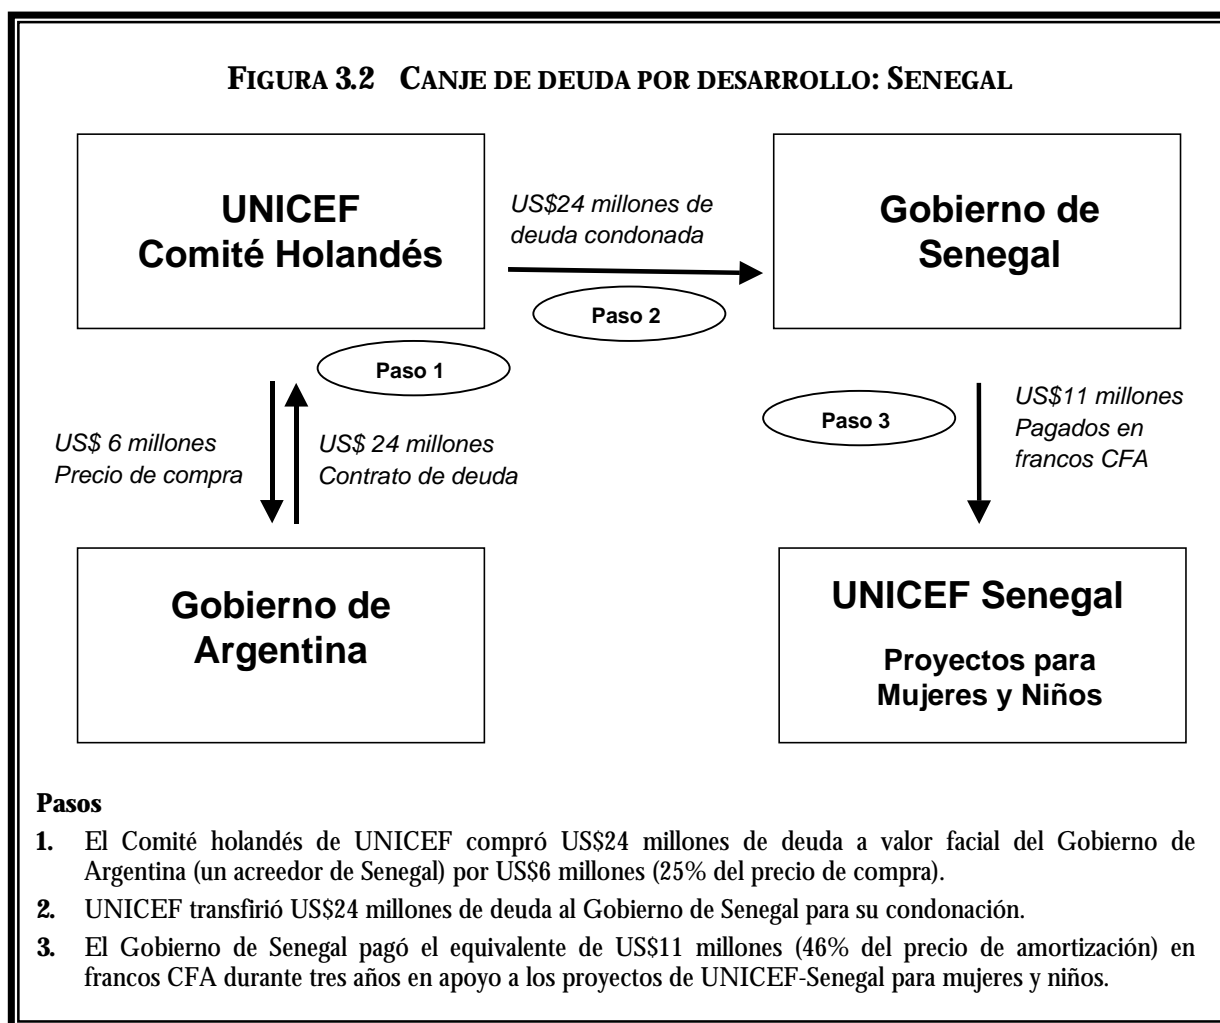 FIGURA 3.2 CANJE DE DEUDA POR DESARROLLO: SENEGAL
UNICEF
Comité Holandés
US$24 millones de
deuda condonada
Paso 2
Gobierno de
Senegal
Paso 1
US$ 6 millones
Precio de compra
US$ 24 millones
Contrato de deuda
Paso 3
US$11 millones
Pagados en
francos CFA
Gobierno de
Argentina
UNICEF Senegal
Proyectos para
Mujeres y Niños
Pasos
1. El Comité holandés de UNICEF compró US$24 millones de deuda a valor facial del Gobierno de
Argentina (un acreedor de Senegal) por US$6 millones (25% del precio de compra).
2. UNICEF transfirió US$24 millones de deuda al Gobierno de Senegal para su condonación.
3. El Gobierno de Senegal pagó el equivalente de US$11 millones (46% del precio de amortización) en
francos CFA durante tres años en apoyo a los proyectos de UNICEF-Senegal para mujeres y niños.